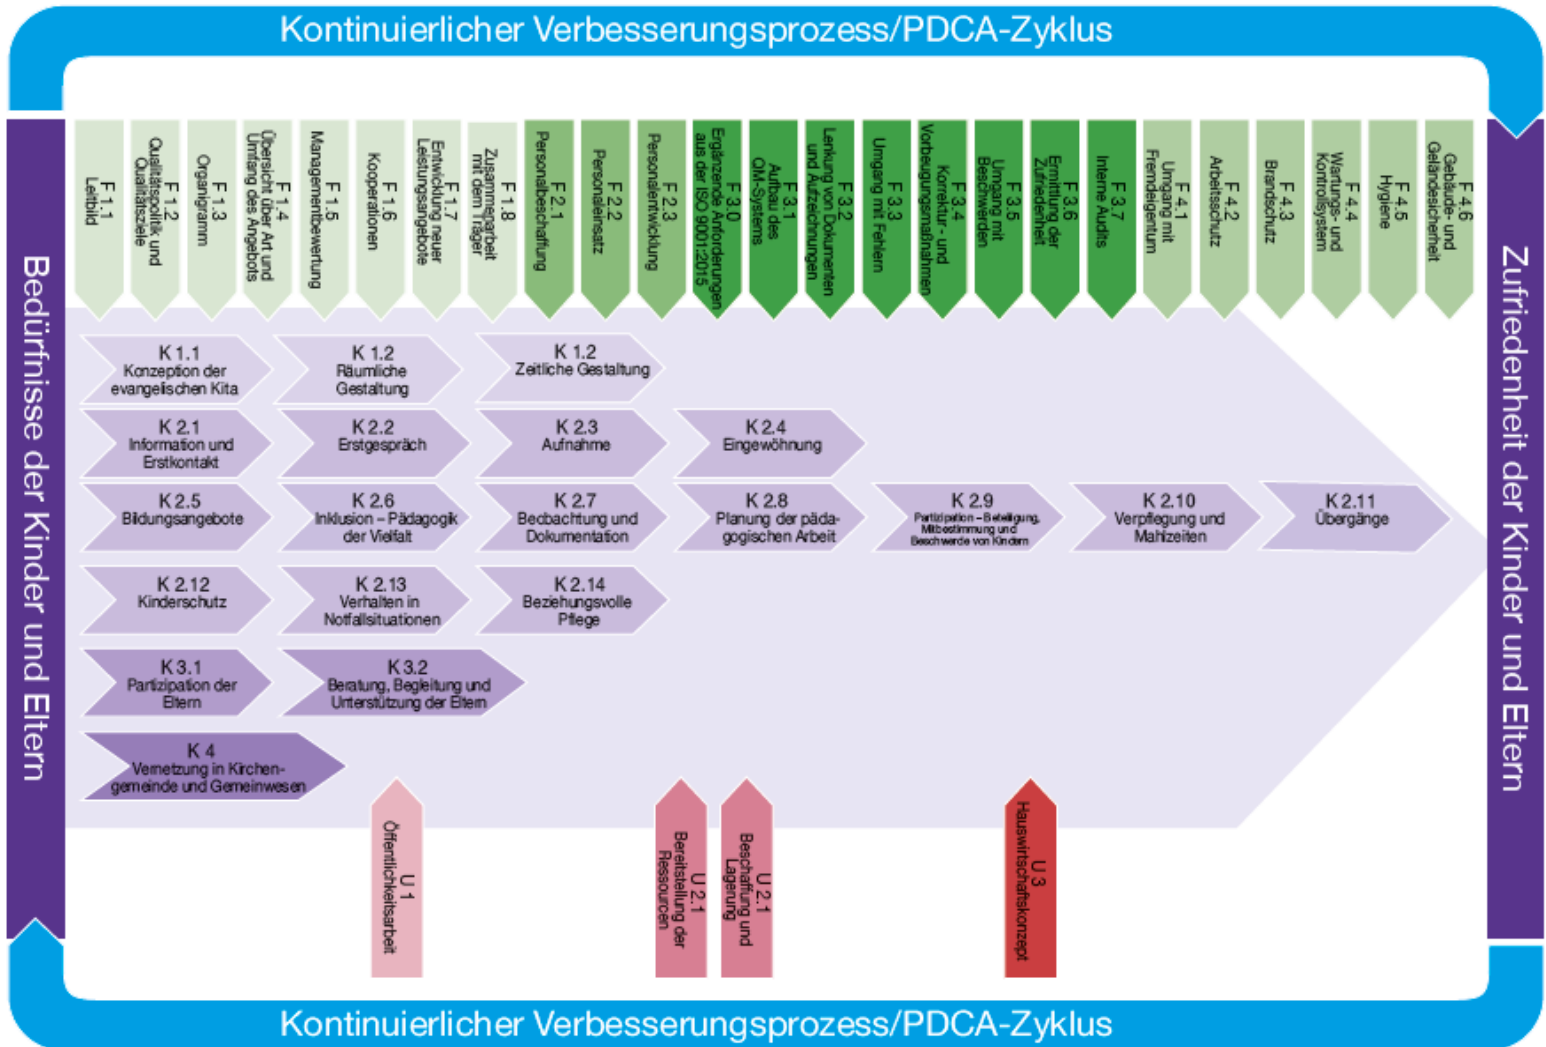 Kontinuierlicher Verbesserungsprozess/PDCA-Zyklus
Bedürfnisse der Kinder und Eltern
F 1.1
Leitbild
F 1.2
Qualitätspolitik und
Qualitätsziele
F 1.3
Organigramm
F 1.4
Übersicht über Art und
Umfang des Angebots
F 1.5
Managementbewertung
F 1.6
Kooperationen
F 1.7
Entwicklung neuer
Leistungsangebote
F 1.8
Zusammenarbeit
mit dem Träger
F 2.1
Personalbeschaffung
F 2.2
Personaleinsatz
F 2.3
Personalentwicklung
F 3.0
Ergänzende Anforderungen
aus der ISO 9001:2015
F 3.1
Aufbau des
QM-Systems
F 3.2
Lenkung von Dokumenten
und Aufzeichnungen
F 3.3
Umgang mit Fehlern
F 3.4
Korrektur - und
Vorbeugungsmaßnahmen
F 3.5
Umgang mit
Beschwerden
F 3.6
Ermittlung der
Zufriedenheit
F 3.7
Interne Audits
F 4.1
Umgang mit
Fremdeigentum
F 4.2
Arbeitsschutz
F 4.3
Brandschutz
F 4.4
Wartungs- und
Kontrollsystem
F 4.5
Hygiene
F 4.6
Gebäude- und
Geländesicherheit
K 1.1
Konzeption der
evangelischen Kita
K 1.2
Räumliche
Gestaltung
K 1.2
Zeitliche Gestaltung
K 2.1
Information und
Erstkontakt
K 2.2
Erstgespräch
K 2.3
Aufnahme
K 2.4
Eingewöhnung
K 2.5
Bildungsangebote
K 2.6
Inklusion – Pädagogik
der Vielfalt
K 2.7
Beobachtung und
Dokumentation
K 2.8
Planung der päda-
gogischen Arbeit
K 2.9
Partizipation – Beteiligung,
Mitbestimmung und
Beschwerde von Kindern
K 2.10
Verpflegung und
Mahlzeiten
K 2.11
Übergänge
K 2.12
Kinderschutz
K 2.13
Verhalten in
Notfallsituationen
K 2.14
Beziehungsvolle
Pflege
K 3.1
Partizipation der
Eltern
K 3.2
Beratung, Begleitung und
Unterstützung der Eltern
K 4
Vernetzung in Kirchen-
gemeinde und Gemeinwesen
U 1
Öffentlichkeitsarbeit
U 2.1
Bereitstellung der
Ressourcen
U 2.1
Beschaffung und
Lagerung
U 3
Hauswirtschaftskonzept
Zufriedenheit der Kinder und Eltern
Kontinuierlicher Verbesserungsprozess/PDCA-Zyklus